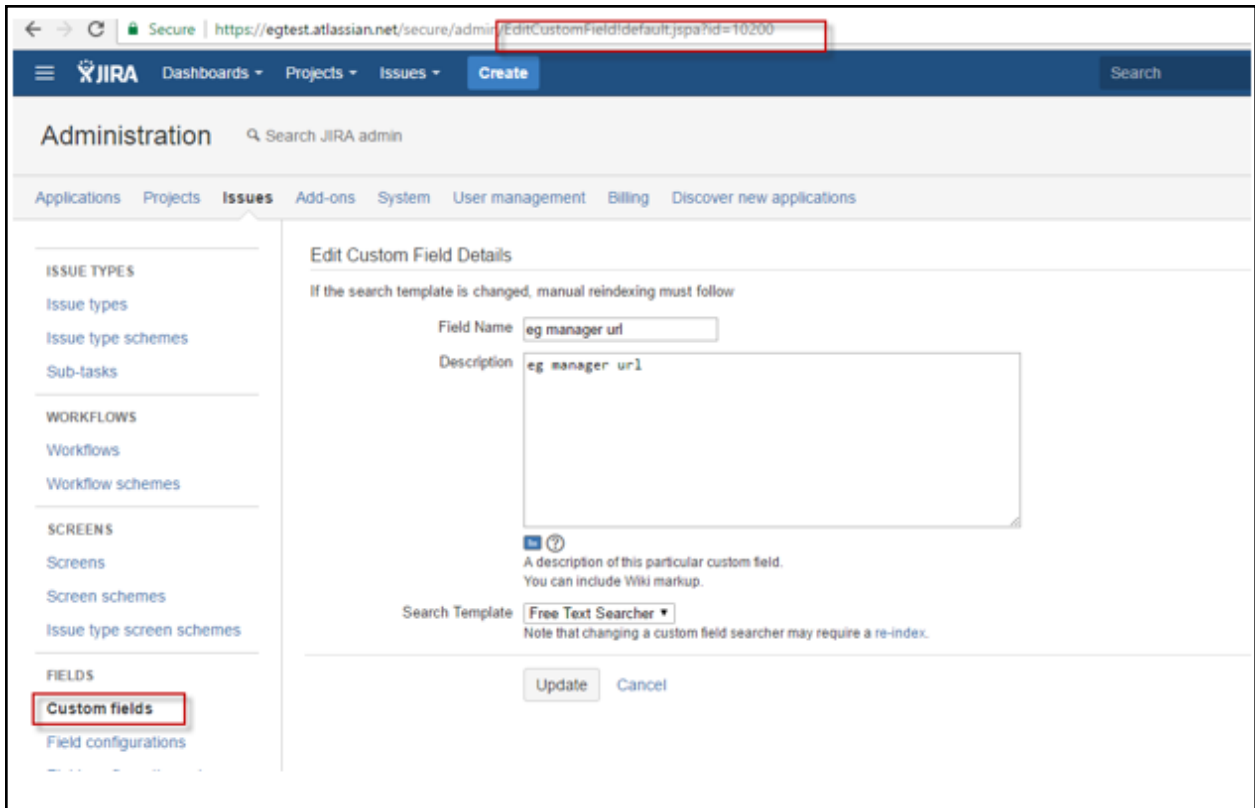 Secure | https://egtest.atlassian.net/secure/admin/EditCustomField!default.jspa?id=10200
JIRA Dashboards Projects Issues Create Search
Administration Search JIRA admin
Applications Projects Issues Add-ons System User management Billing Discover new applications
Edit Custom Field Details
If the search template is changed, manual reindexing must follow
Field Name eg manager url
Description eg manager url
A description of this particular custom field.
You can include Wiki markup.
Search Template Free Text Searcher
Note that changing a custom field searcher may require a re-index.
Update Cancel
ISSUE TYPES
Issue types
Issue type schemes
Sub-tasks
WORKFLOWS
Workflows
Workflow schemes
SCREENS
Screens
Screen schemes
Issue type screen schemes
FIELDS
Custom fields
Field configurations